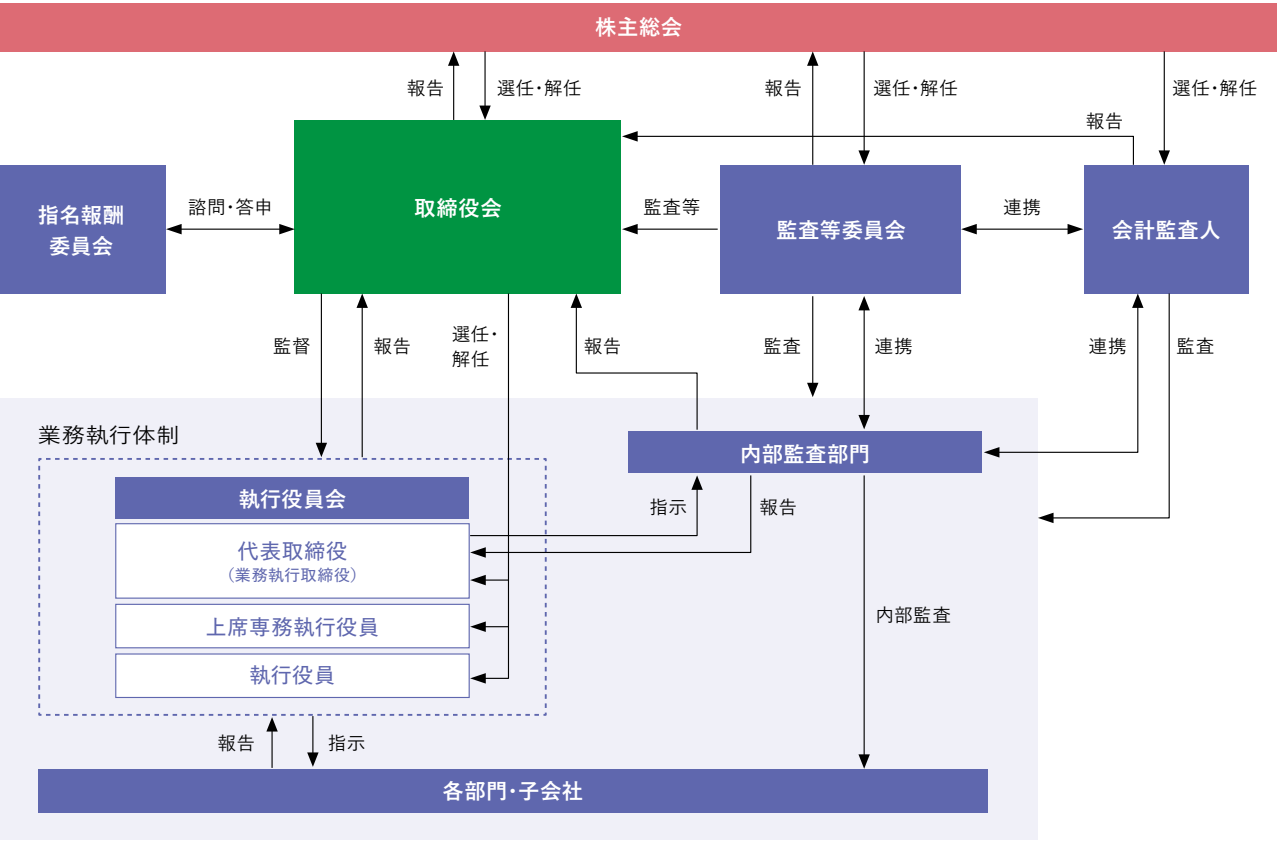 株主総会
報告
選任・解任
報告
選任・解任
選任・解任
報告
指名報酬
委員会
諮問・答申
取締役会
監査等
監査等委員会
連携
会計監査人
監督
報告
選任・
解任
報告
監査
連携
連携
監査
業務執行体制
内部監査部門
執行役員会
指示
報告
代表取締役
（業務執行取締役）
上席専務執行役員
内部監査
執行役員
報告
指示
各部門・子会社